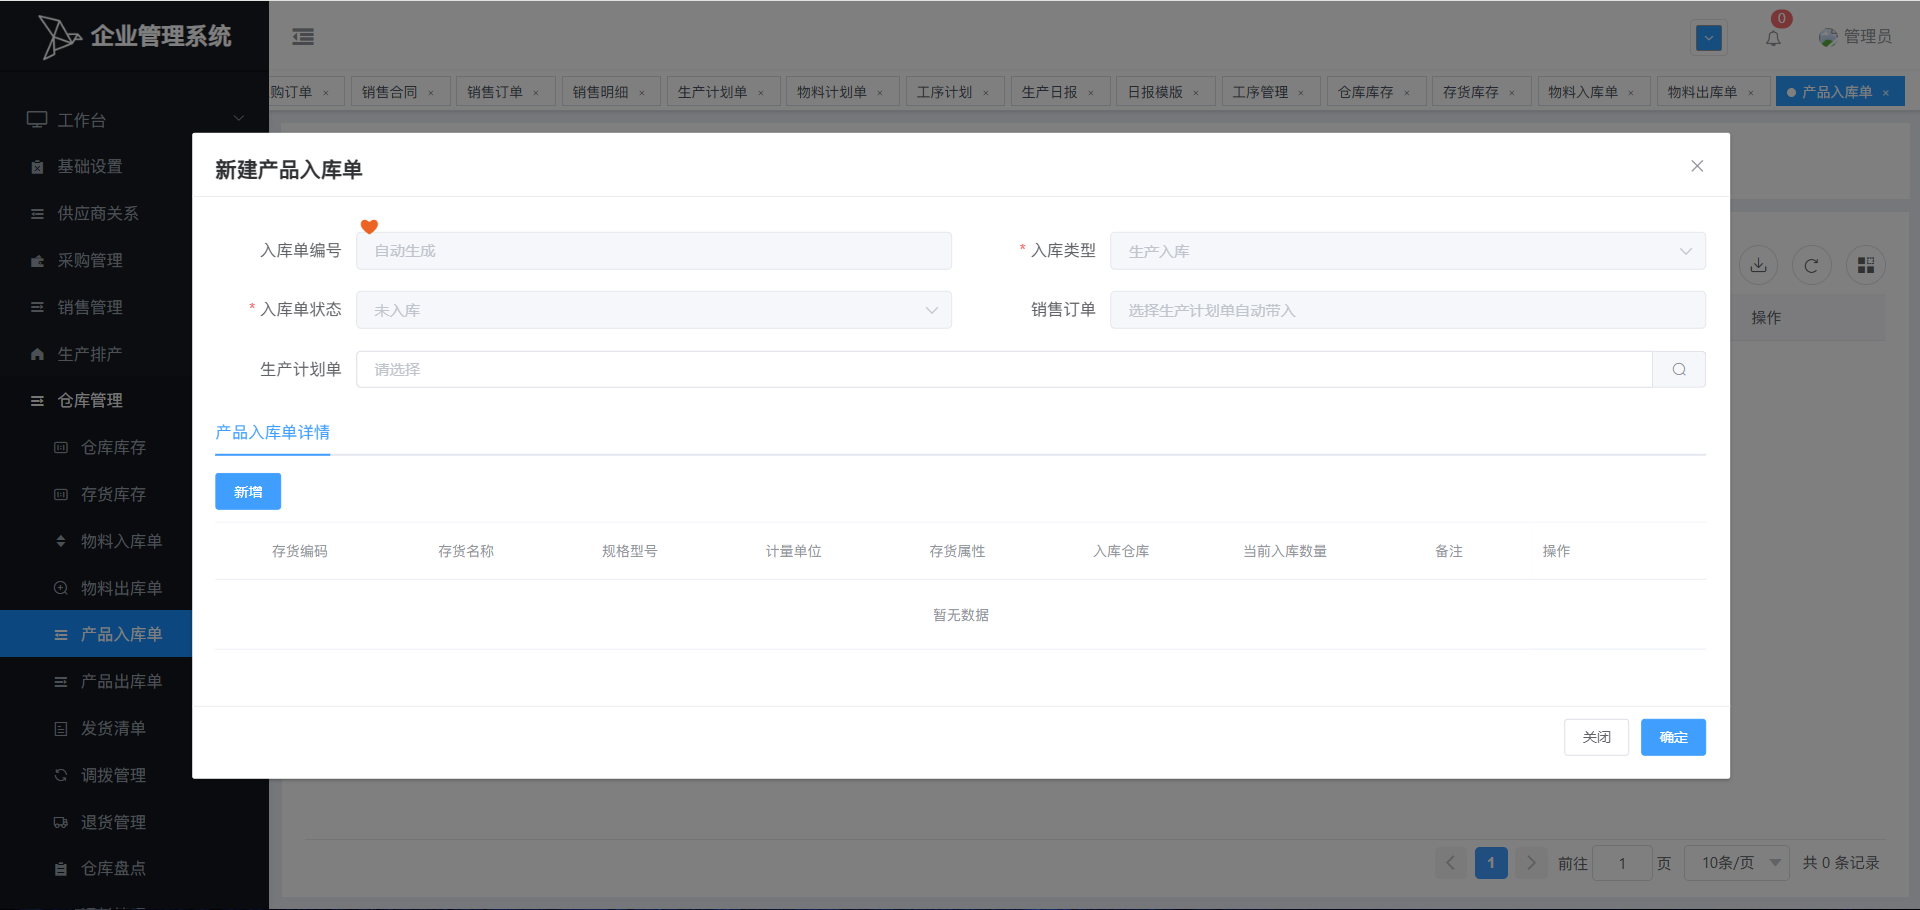 企业管理系统
0
管理员
购订单 ×
销售合同 ×
销售订单 ×
销售明细 ×
生产计划单 ×
物料计划单 ×
工序计划 ×
生产日报 ×
日报模版 ×
工序管理 ×
仓库库存 ×
存货库存 ×
物料入库单 ×
物料出库单 ×
产品入库单 ×
工作台
基础设置
供应商关系
采购管理
销售管理
生产排产
仓库管理
仓库库存
存货库存
物料入库单
物料出库单
产品入库单
产品出库单
发货清单
调拨管理
退货管理
仓库盘点
新建产品入库单
入库单编号 自动生成
* 入库类型 生产入库
* 入库单状态 未入库
销售订单 选择生产计划单自动带入
生产计划单 请选择
产品入库单详情
新增
存货编码 存货名称 规格型号 计量单位 存货属性 入库仓库 当前入库数量 备注 操作
暂无数据
关闭 确定
操作
1 前往 1 页 10条/页 共 0 条记录